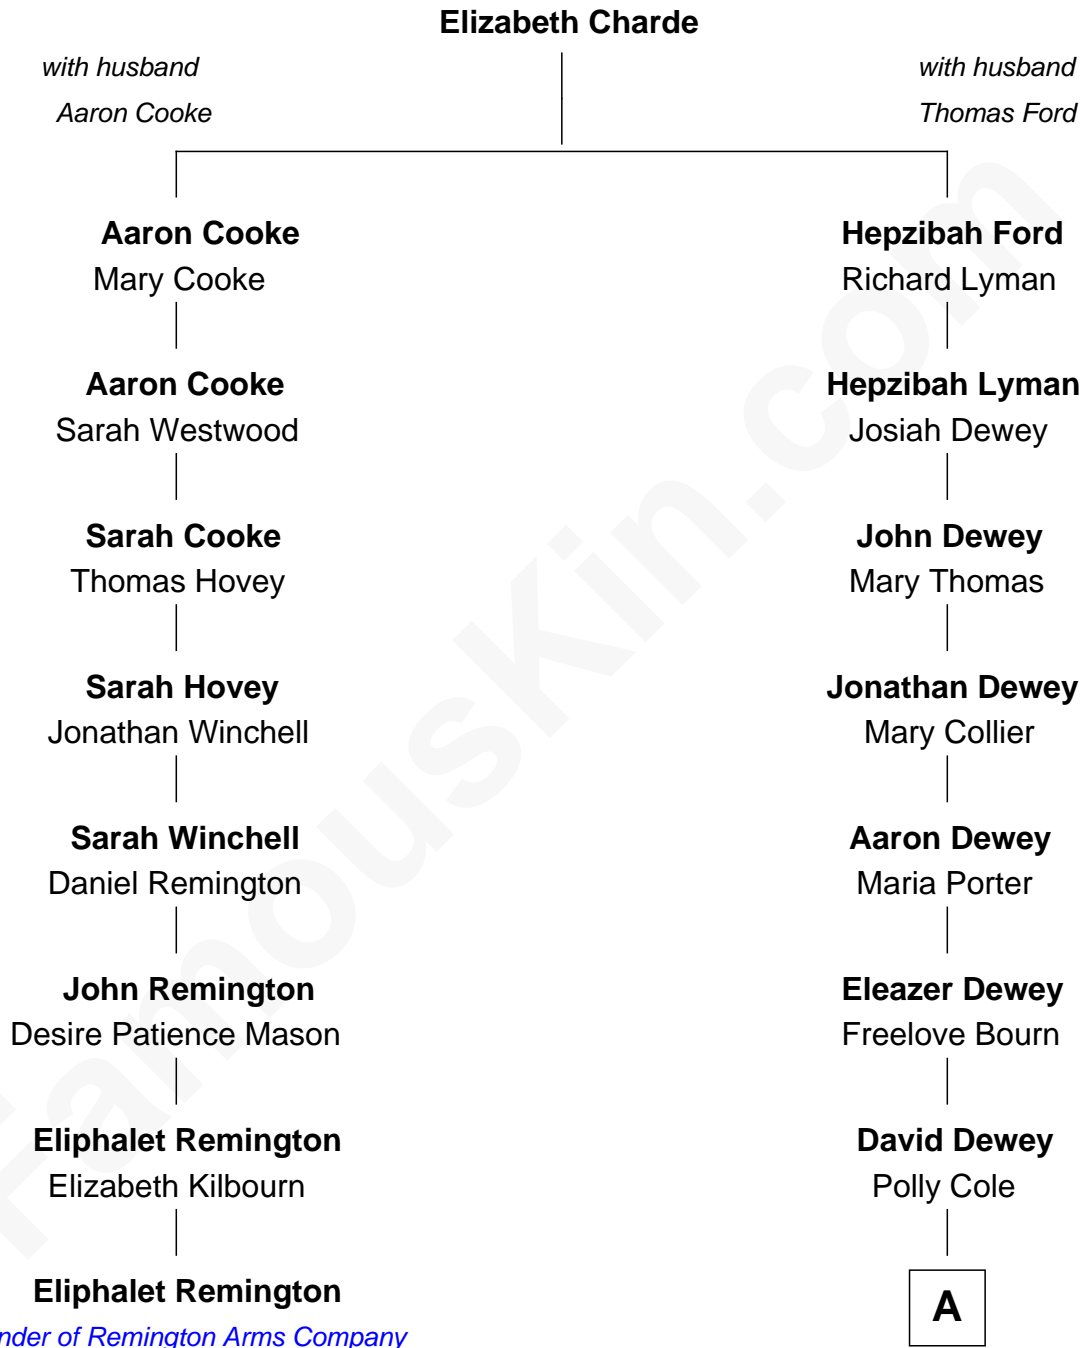 Elizabeth Charde
with husband
Aaron Cooke
with husband
Thomas Ford
Aaron Cooke
Mary Cooke
Hepzibah Ford
Richard Lyman
Aaron Cooke
Sarah Westwood
Hepzibah Lyman
Josiah Dewey
Sarah Cooke
Thomas Hovey
John Dewey
Mary Thomas
Sarah Hovey
Jonathan Winchell
Jonathan Dewey
Mary Collier
Sarah Winchell
Daniel Remington
Aaron Dewey
Maria Porter
John Remington
Desire Patience Mason
Eleazer Dewey
Freelove Bourn
Eliphalet Remington
Elizabeth Kilbourn
David Dewey
Polly Cole
Eliphalet Remington
nder of Remington Arms Company
A
FamousKin.com